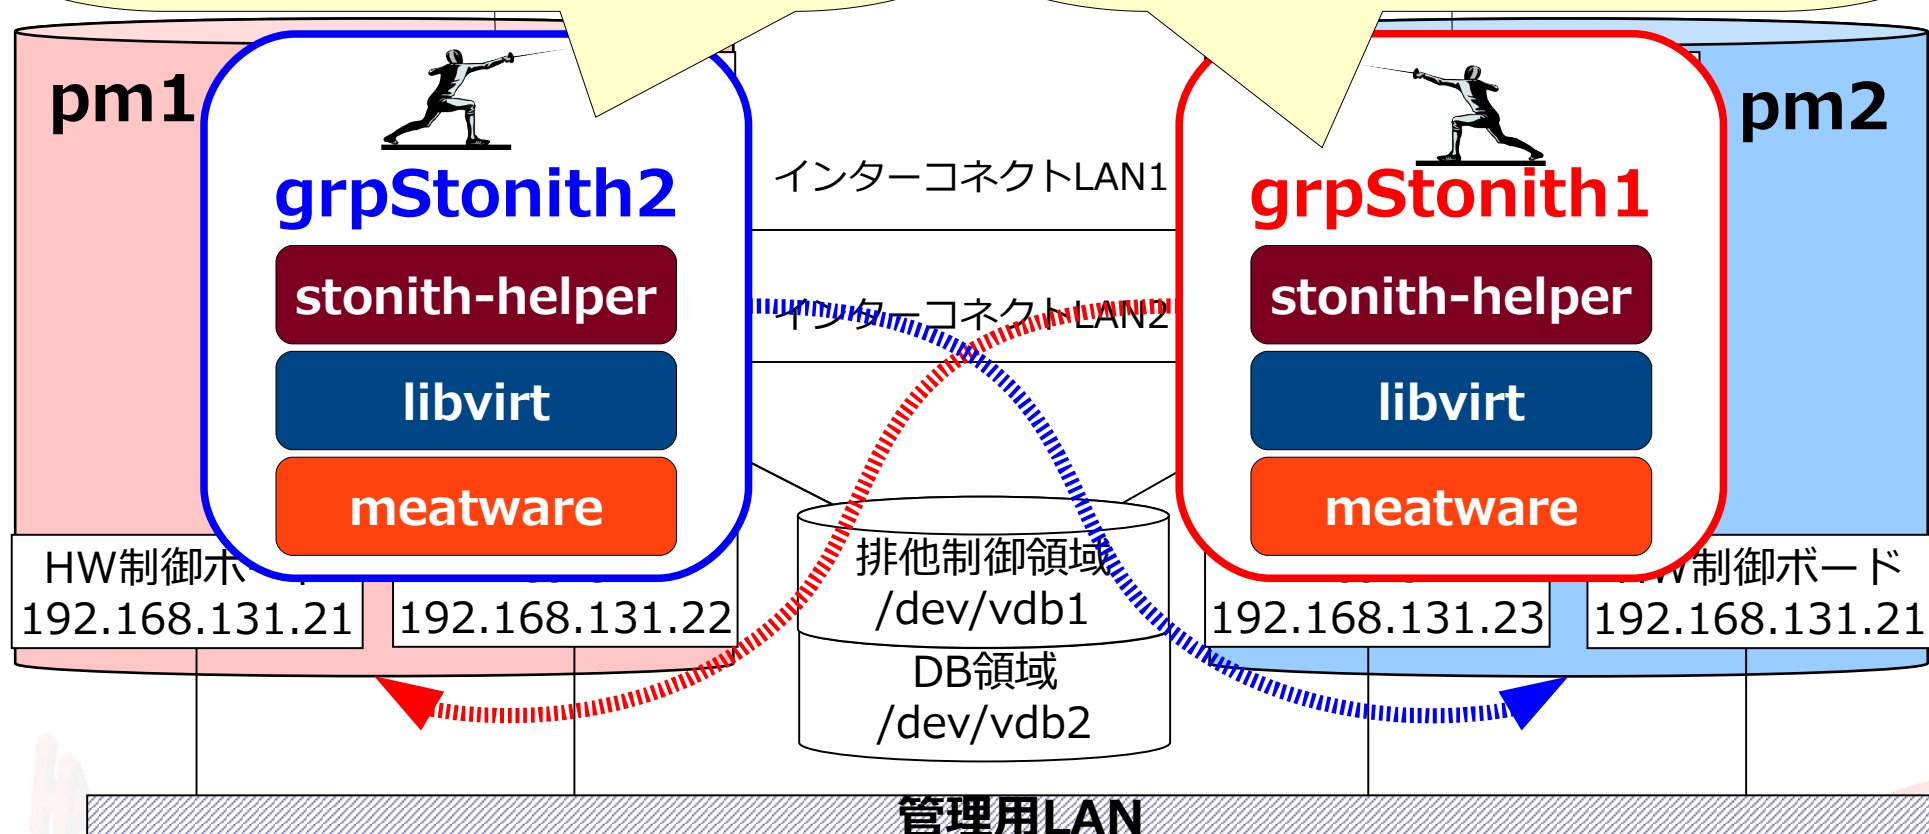 pm1
pm2
インターコネクトLAN1
grpStonith2
grpStonith1
stonith-helper
インターコネクトLAN2
stonith-helper
libvirt
libvirt
meatware
meatware
HW制御ボ
192.168.131.21
192.168.131.22
排他制御領域
/dev/vdb1
192.168.131.23
W制御ボード
192.168.131.21
DB領域
/dev/vdb2
管理用LAN